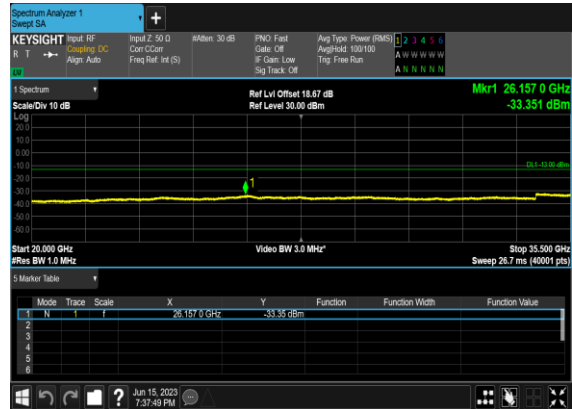 Spectrum Analyzer 1
Swept SA
+
KEYSIGHT
R T
Input: RF
Coupling: DC
Align: Auto
Input Z: 50 Ω
Corr CCorr
Freq Ref: Int (S)
#Atten: 30 dB
PNO: Fast
Gate: Off
IF Gain: Low
Sig Track: Off
Avg Type: Power (RMS)
Avg|Hold: 100/100
Trig: Free Run
1 2 3 4 5 6
A W W W W W
A N N N N N
1 Spectrum
Scale/Div 10 dB
Ref Lvl Offset 18.67 dB
Ref Level 30.00 dBm
Mkr1 26.157 0 GHz
-33.351 dBm
Log
20.0
10.0
0.00
-10.0
-20.0
-30.0
-40.0
-50.0
-60.0
DL1 -13.00 dBm
1
Start 20.000 GHz
#Res BW 1.0 MHz
Video BW 3.0 MHz*
Stop 35.500 GHz
Sweep 26.7 ms (40001 pts)
5 Marker Table
Mode Trace Scale X Y Function Function Width Function Value
1 N 1 f 26.157 0 GHz -33.35 dBm
2
3
4
5
6
?
Jun 15, 2023
7:37:49 PM